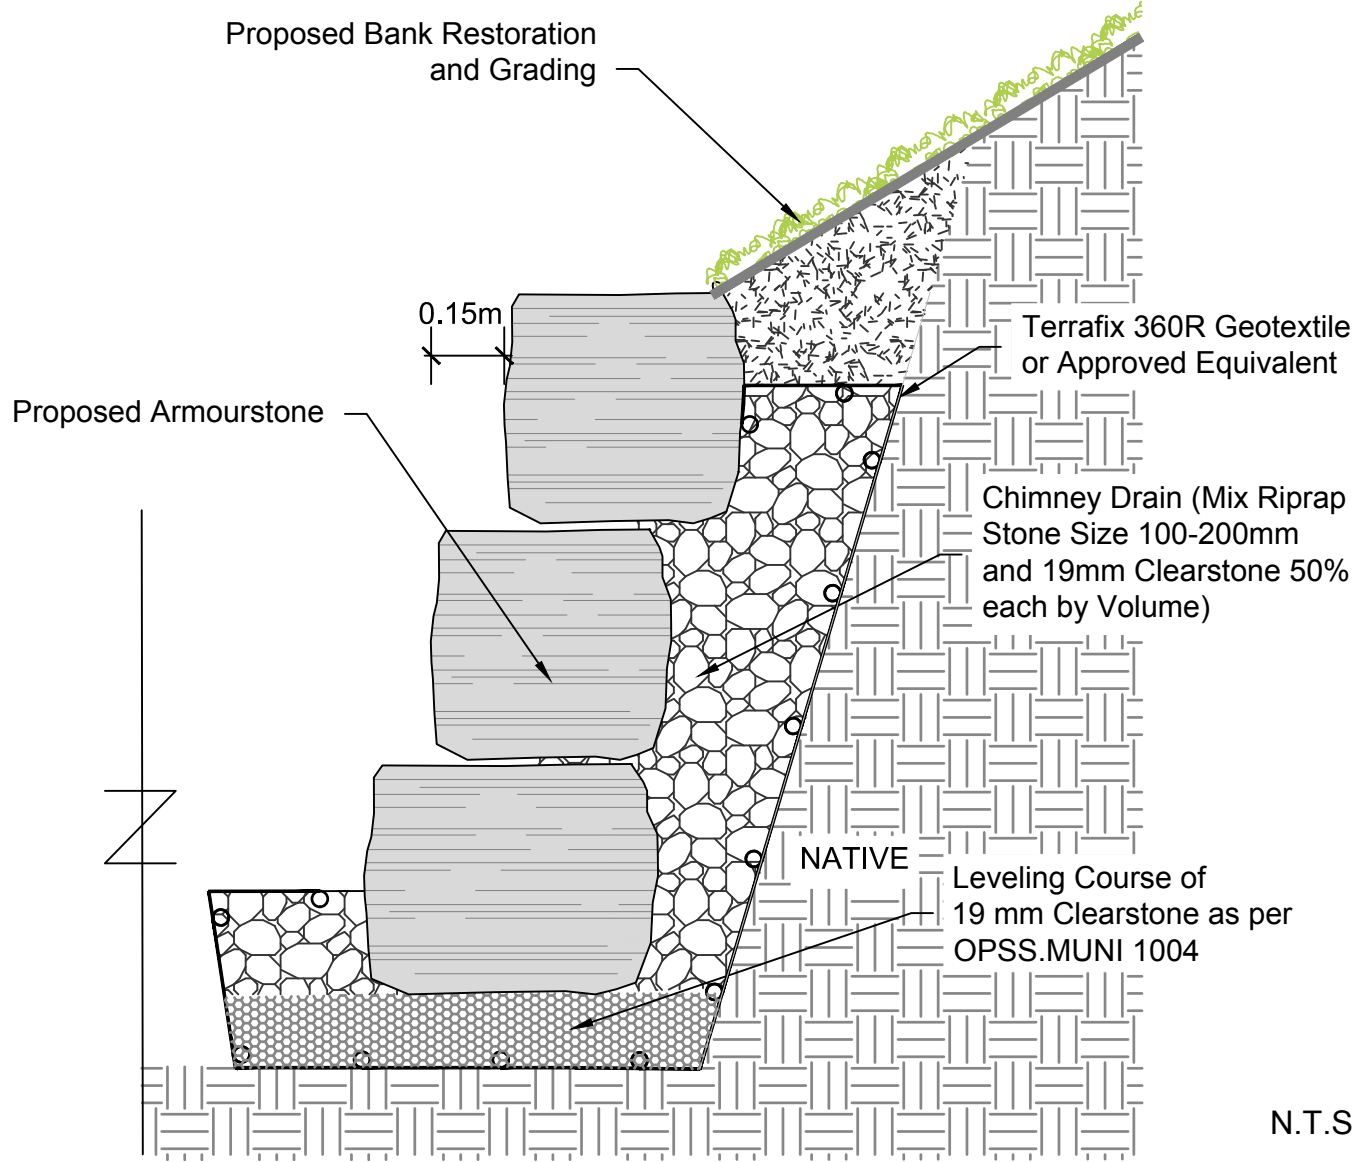 Proposed Bank Restoration
and Grading
0.15m
Terrafix 360R Geotextile
or Approved Equivalent
Proposed Armourstone
Chimney Drain (Mix Riprap
Stone Size 100-200mm
and 19mm Clearstone 50%
each by Volume)
NATIVE
Leveling Course of
19 mm Clearstone as per
OPSS.MUNI 1004
N.T.S